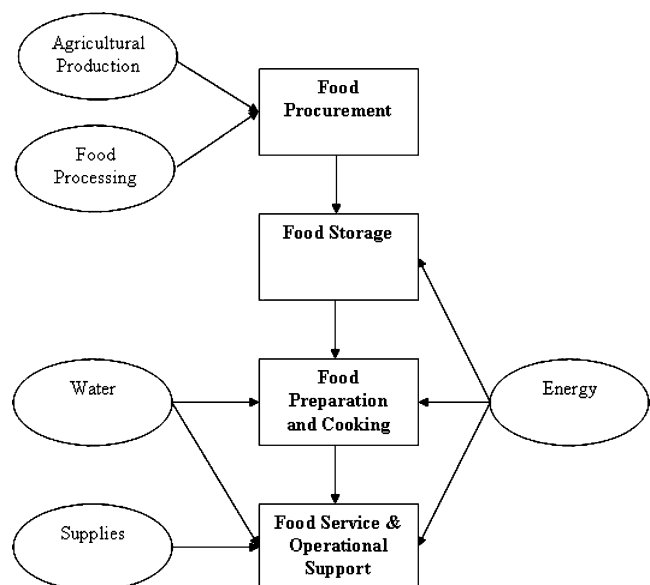 Agricultural
Production
Food
Procurement
Food
Processing
Food Storage
Water
Food
Preparation
and Cooking
Energy
Supplies
Food Service &
Operational
Support